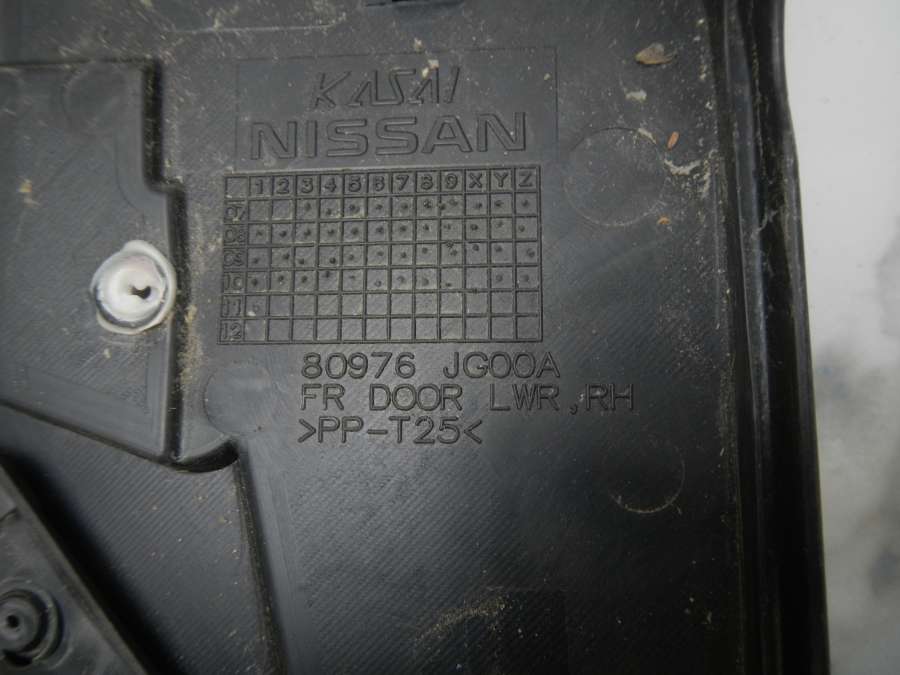 KASAI
NISSAN
1 2 3 4 5 6 7 8 9 X Y Z
07
08
09
10
11
12
80976 JG00A
FR DOOR LWR,RH
>PP-T25<